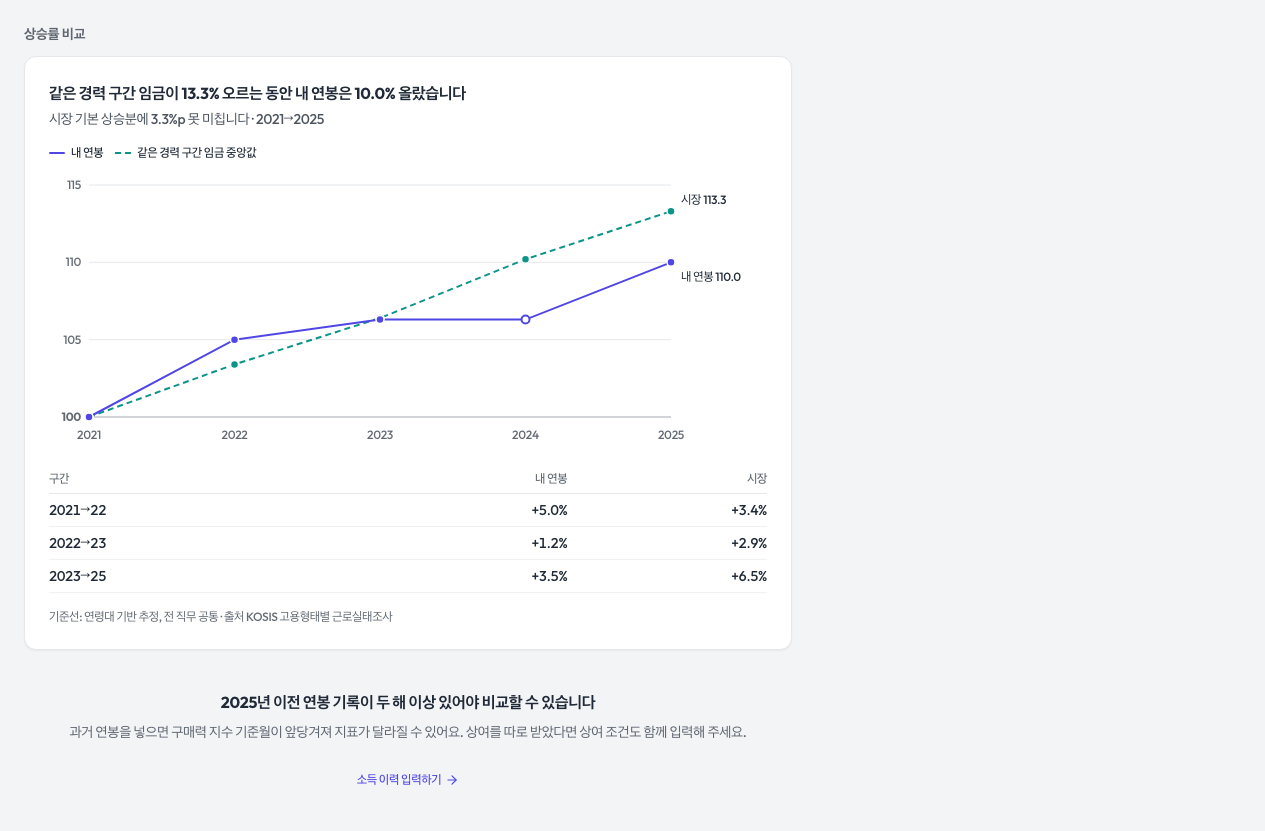 상승률 비교
같은 경력 구간 임금이 13.3% 오르는 동안 내 연봉은 10.0% 올랐습니다
시장 기본 상승분에 3.3%p 못 미칩니다 · 2021→2025
내 연봉 같은 경력 구간 임금 중앙값
115
시장 113.3
110
내 연봉 110.0
105
100
2021 2022 2023 2024 2025
구간 내 연봉 시장
2021→22 +5.0% +3.4%
2022→23 +1.2% +2.9%
2023→25 +3.5% +6.5%
기준선: 연령대 기반 추정, 전 직무 공통 · 출처 KOSIS 고용형태별 근로실태조사
2025년 이전 연봉 기록이 두 해 이상 있어야 비교할 수 있습니다
과거 연봉을 넣으면 구매력 지수 기준월이 앞당겨져 지표가 달라질 수 있어요. 상여를 따로 받았다면 상여 조건도 함께 입력해 주세요.
소득 이력 입력하기 →